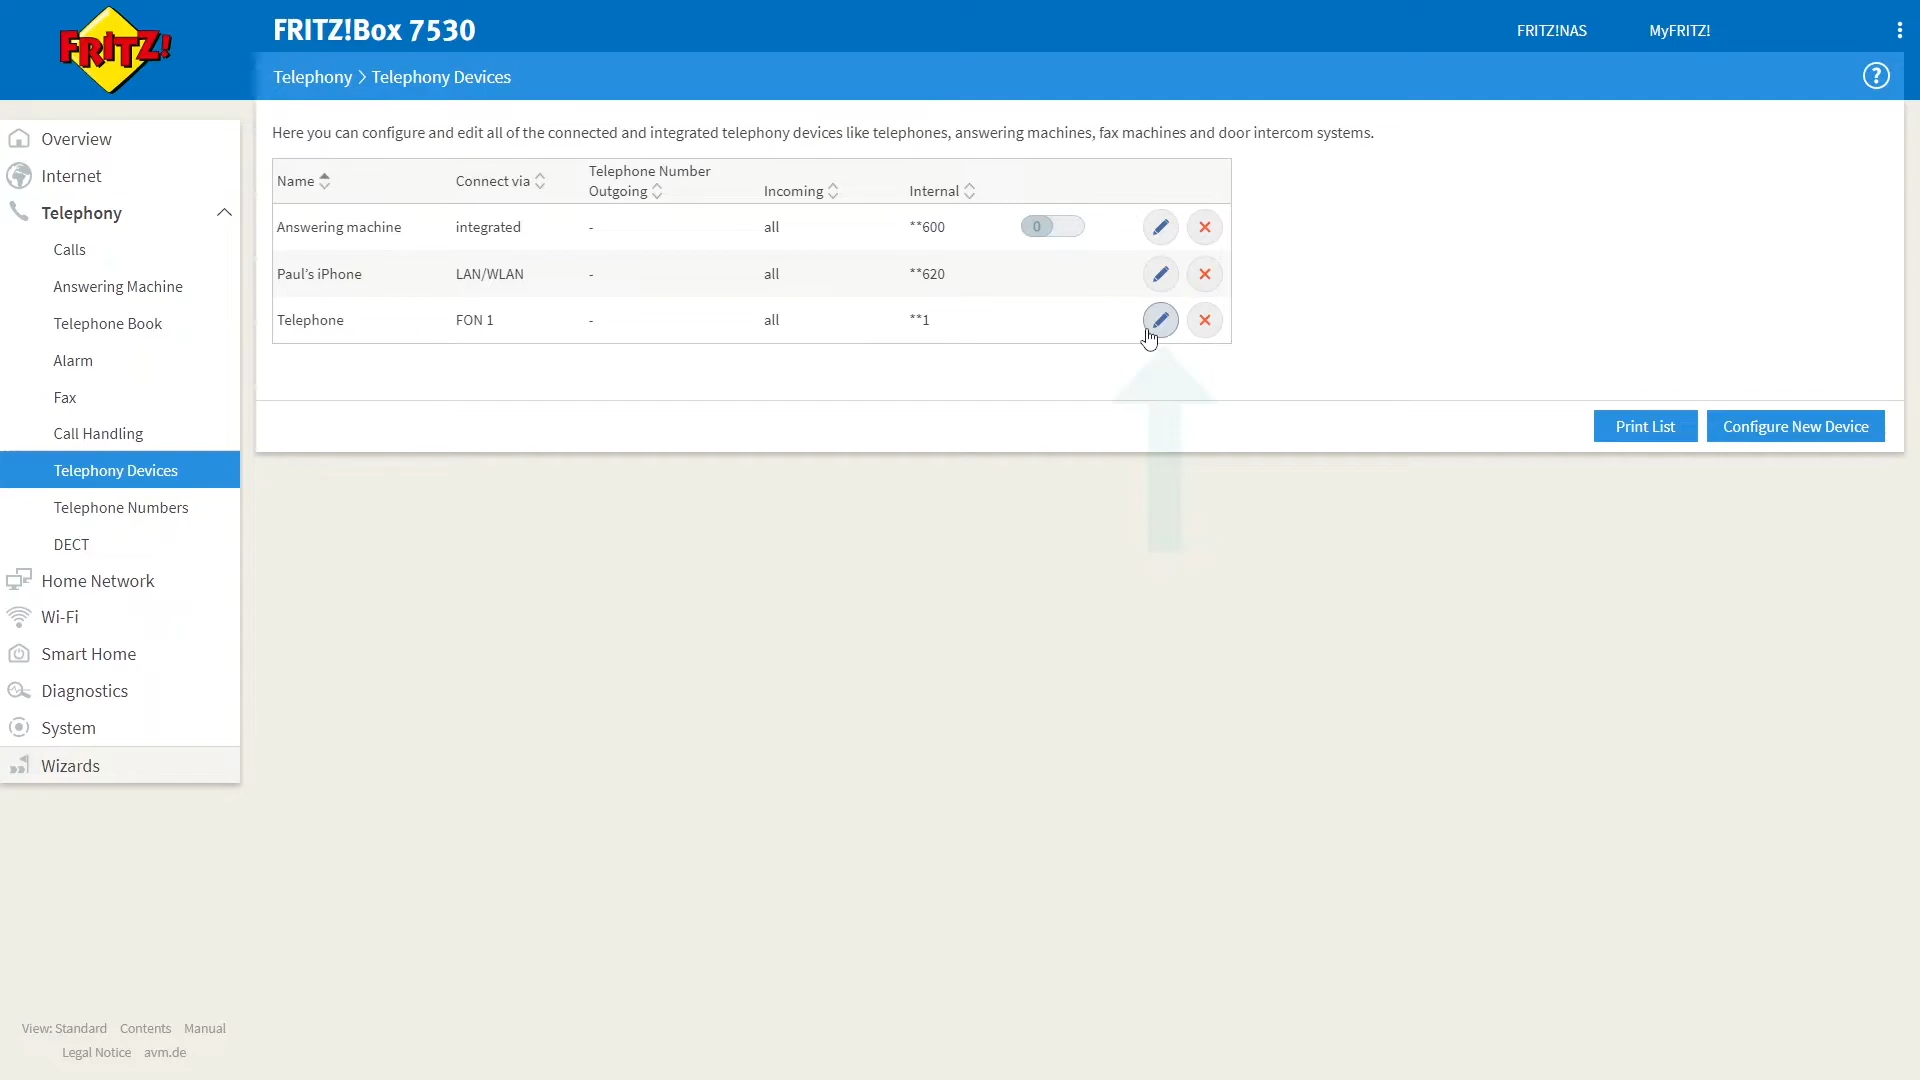 FRITZ!
FRITZ!Box 7530
FRITZ!NAS
MyFRITZ!
Telephony > Telephony Devices
?
Overview
Internet
Telephony
Calls
Answering Machine
Telephone Book
Alarm
Fax
Call Handling
Telephony Devices
Telephone Numbers
DECT
Home Network
Wi-Fi
Smart Home
Diagnostics
System
Wizards
Here you can configure and edit all of the connected and integrated telephony devices like telephones, answering machines, fax machines and door intercom systems.
Name Connect via Telephone Number Outgoing Incoming Internal
Answering machine integrated - all **600 0
Paul's iPhone LAN/WLAN - all **620
Telephone FON 1 - all **1
Print List Configure New Device
View: Standard Contents Manual
Legal Notice avm.de